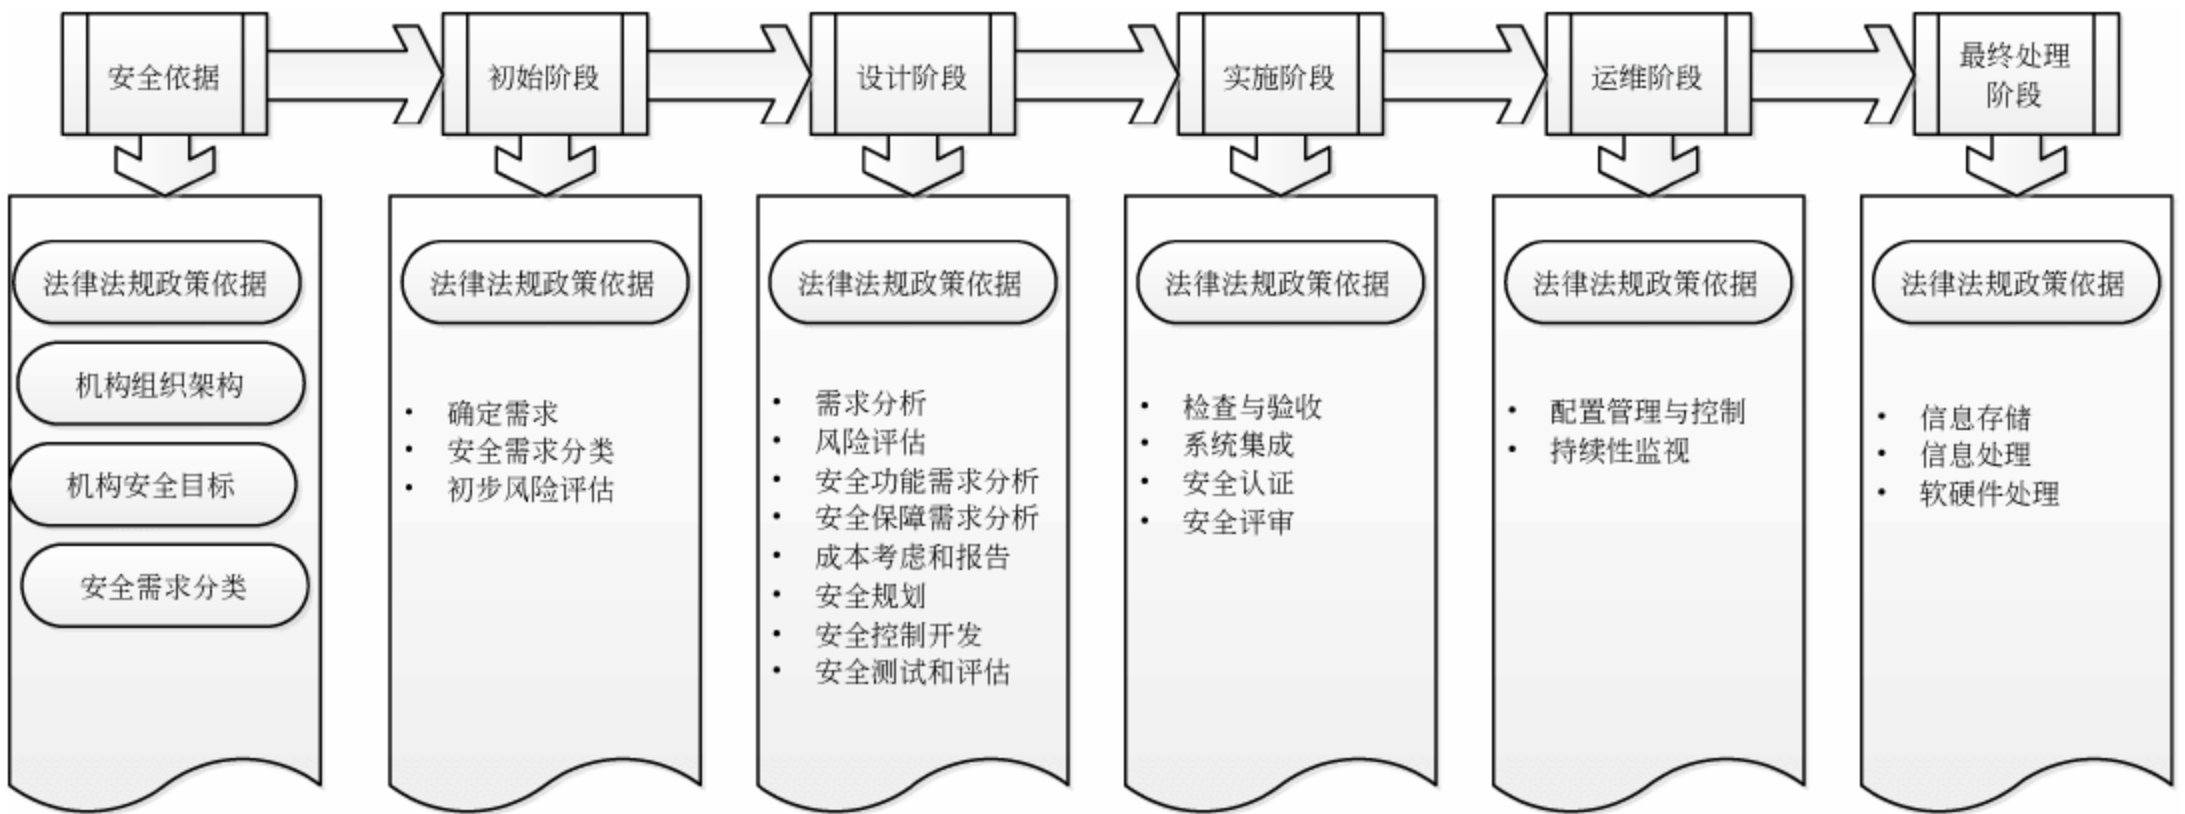 安全依据
初始阶段
设计阶段
实施阶段
运维阶段
最终处理
阶段
法律法规政策依据
机构组织架构
机构安全目标
安全需求分类
法律法规政策依据
• 确定需求
• 安全需求分类
• 初步风险评估
法律法规政策依据
• 需求分析
• 风险评估
• 安全功能需求分析
• 安全保障需求分析
• 成本考虑和报告
• 安全规划
• 安全控制开发
• 安全测试和评估
法律法规政策依据
• 检查与验收
• 系统集成
• 安全认证
• 安全评审
法律法规政策依据
• 配置管理与控制
• 持续性监视
法律法规政策依据
• 信息存储
• 信息处理
• 软硬件处理